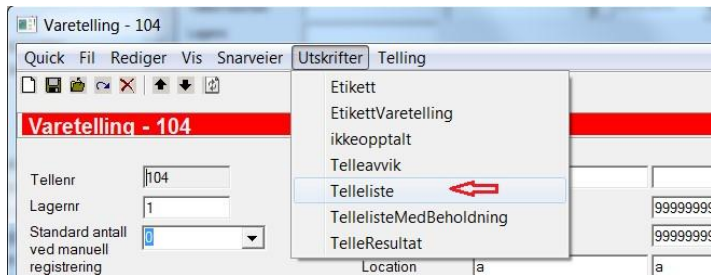 Varetelling - 104
Quick Fil Rediger Vis Snarveier Utskrifter Telling
Etikett
EtikettVaretelling
ikkeopptalt
Telleavvik
Telleliste
TellelisteMedBeholdning
TelleResultat
Varetelling - 104
Tellenr 104
Lagernr 1
99999999
Standard antall
ved manuell
registrering
0
99999999
Location a a